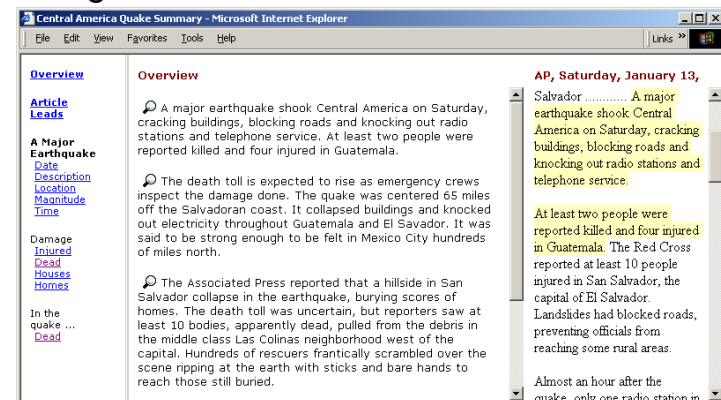 Central America Quake Summary - Microsoft Internet Explorer
File Edit View Favorites Tools Help
Links »
Overview
Article
Leads
A Major
Earthquake
Date
Description
Location
Magnitude
Time
Damage
Injured
Dead
Houses
Homes
In the
quake ...
Dead
Overview
A major earthquake shook Central America on Saturday,
cracking buildings, blocking roads and knocking out radio
stations and telephone service. At least two people were
reported killed and four injured in Guatemala.
The death toll is expected to rise as emergency crews
inspect the damage done. The quake was centered 65 miles
off the Salvadoran coast. It collapsed buildings and knocked
out electricity throughout Guatemala and El Savador. It was
said to be strong enough to be felt in Mexico City hundreds
of miles north.
The Associated Press reported that a hillside in San
Salvador collapse in the earthquake, burying scores of
homes. The death toll was uncertain, but reporters saw at
least 10 bodies, apparently dead, pulled from the debris in
the middle class Las Colinas neighborhood west of the
capital. Hundreds of rescuers frantically scrambled over the
scene ripping at the earth with sticks and bare hands to
reach those still buried.
AP, Saturday, January 13,
Salvador ............ A major
earthquake shook Central
America on Saturday, cracking
buildings, blocking roads and
knocking out radio stations and
telephone service.
At least two people were
reported killed and four injured
in Guatemala. The Red Cross
reported at least 10 people
injured in San Salvador, the
capital of El Salvador.
Landslides had blocked roads,
preventing officials from
reaching some rural areas.
Almost an hour after the
quake, only one radio station in